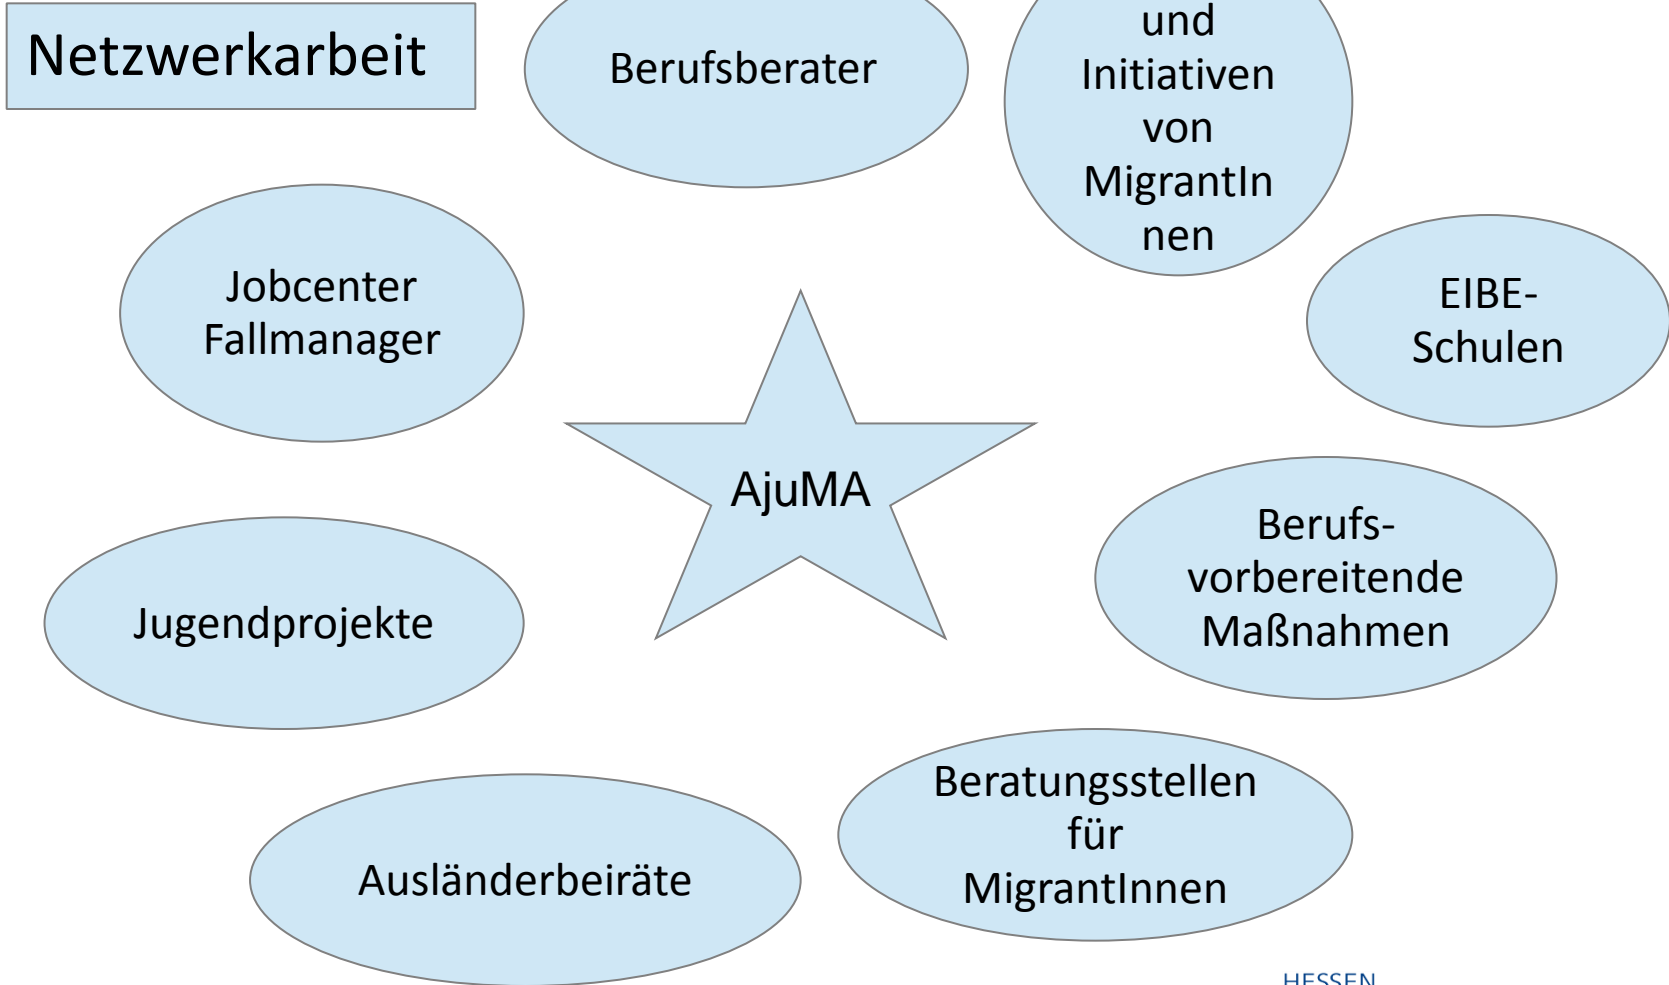 Netzwerkarbeit
Berufsberater
und
Initiativen
von
MigrantIn
nen
Jobcenter
Fallmanager
EIBE-
Schulen
AjuMA
Berufs-
vorbereitende
Maßnahmen
Jugendprojekte
Beratungsstellen
für
MigrantInnen
Ausländerbeiräte
HESSEN